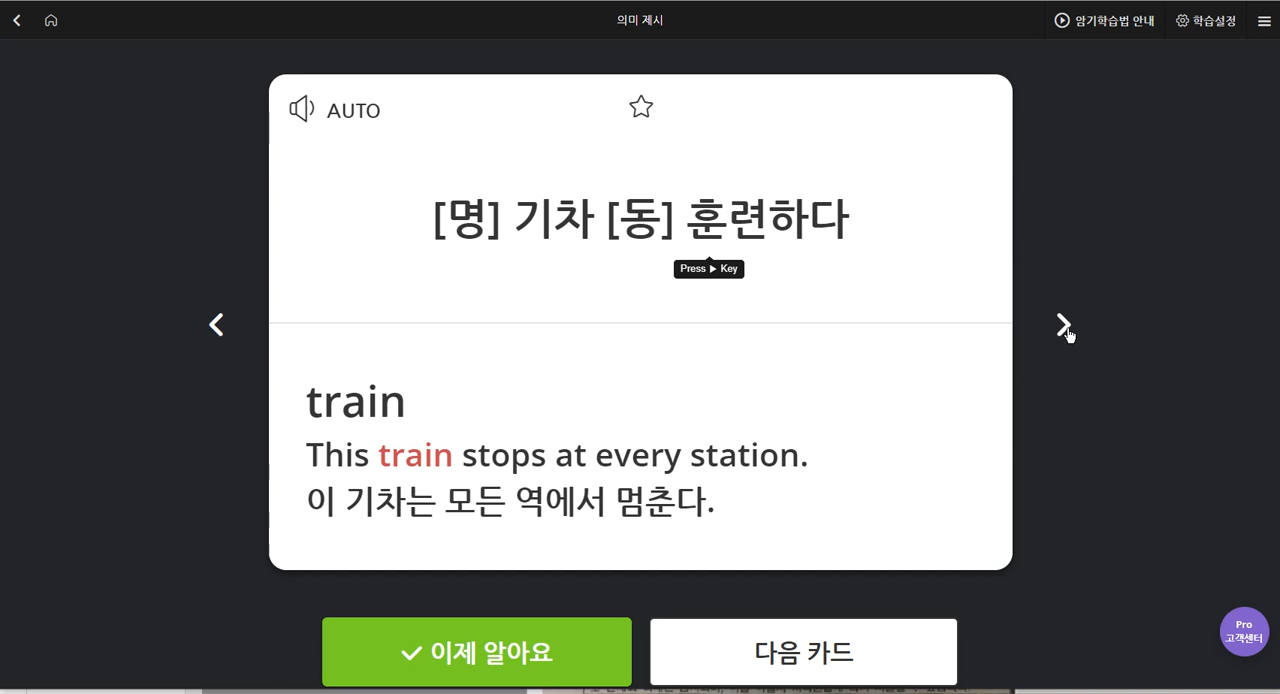 의미 제시
암기학습법 안내
학습설정
AUTO
[명] 기차 [동] 훈련하다
Press ▶ Key
train
This train stops at every station.
이 기차는 모든 역에서 멈춘다.
이제 알아요
다음 카드
Pro
고객센터